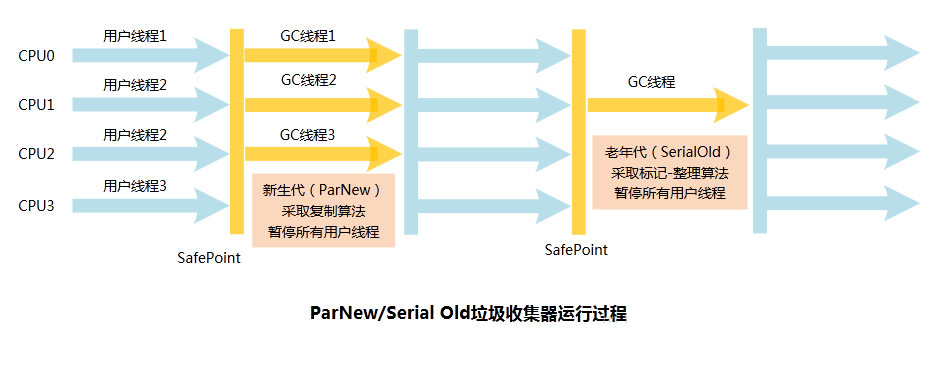 用户线程1
GC线程1
CPU0
用户线程2
GC线程2
GC线程
CPU1
用户线程2
GC线程3
CPU2
老年代（SerialOld）
采取标记-整理算法
暂停所有用户线程
用户线程3
CPU3
新生代（ParNew）
采取复制算法
暂停所有用户线程
SafePoint
SafePoint
ParNew/Serial Old垃圾收集器运行过程